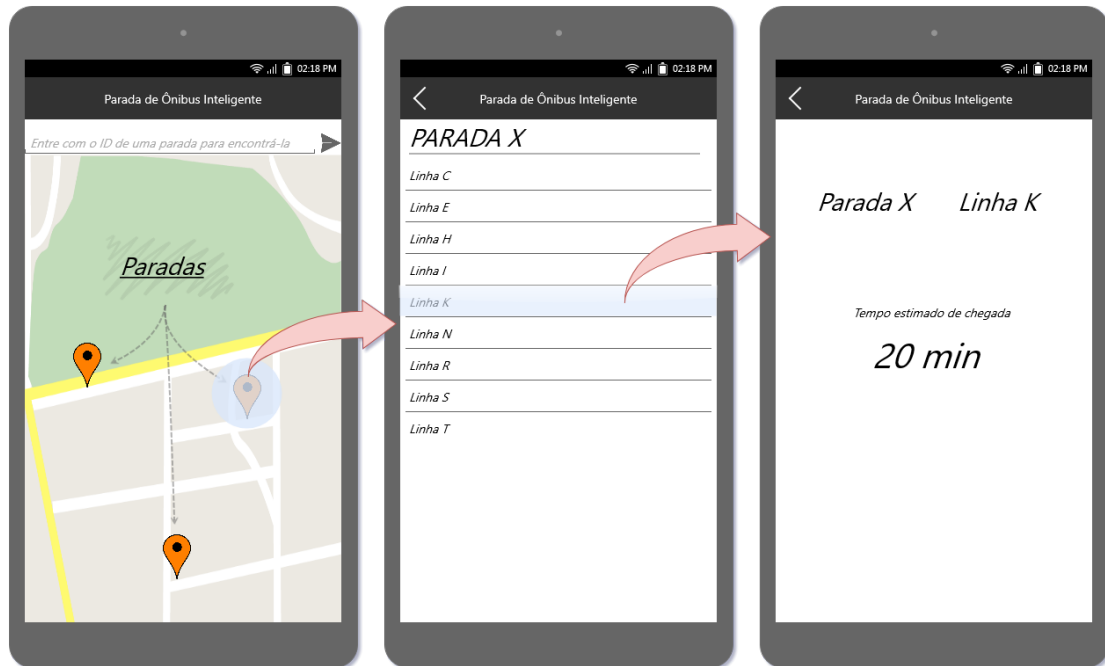 02:18 PM
Parada de Ônibus Inteligente
Entre com o ID de uma parada para encontrá-la
Paradas
02:18 PM
Parada de Ônibus Inteligente
PARADA X
Linha C
Linha E
Linha H
Linha I
Linha K
Linha N
Linha R
Linha S
Linha T
02:18 PM
Parada de Ônibus Inteligente
Parada X Linha K
Tempo estimado de chegada
20 min